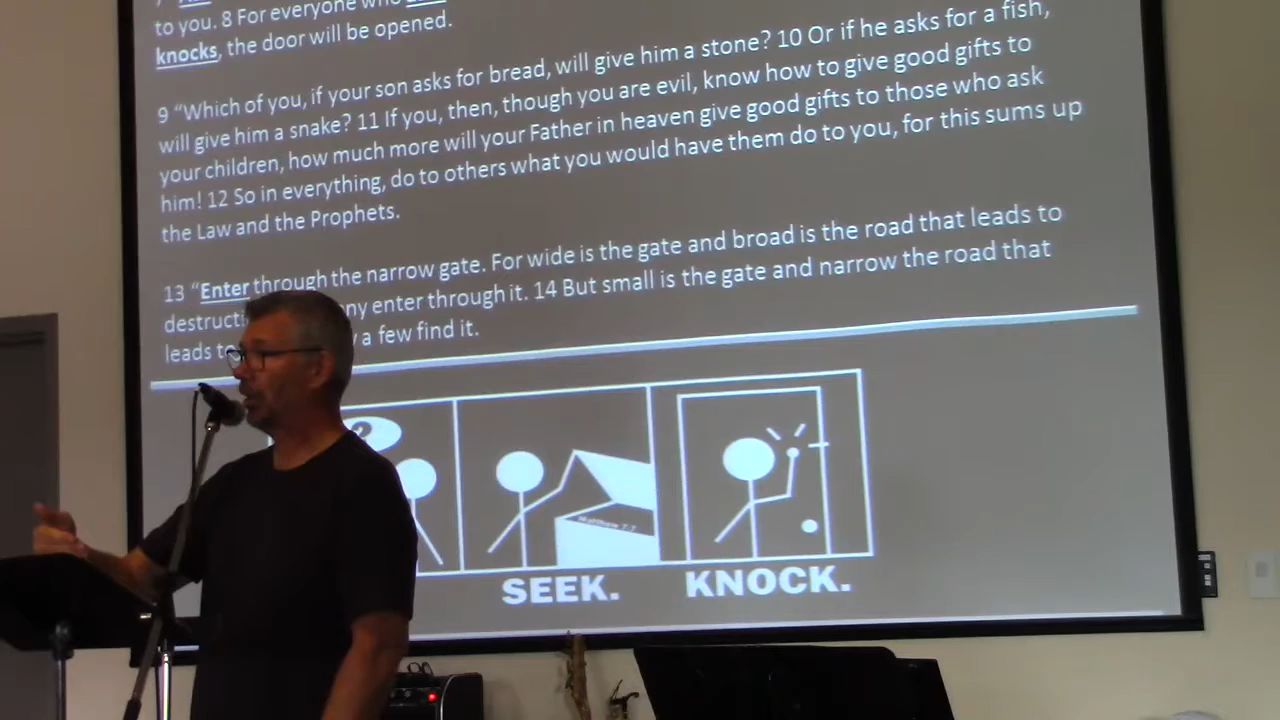 to you. 8 For everyone who
knocks, the door will be opened.
9 “Which of you, if your son asks for bread, will give him a stone? 10 Or if he asks for a fish,
will give him a snake? 11 If you, then, though you are evil, know how to give good gifts to
your children, how much more will your Father in heaven give good gifts to those who ask
him! 12 So in everything, do to others what you would have them do to you, for this sums up
the Law and the Prophets.
13 “Enter through the narrow gate. For wide is the gate and broad is the road that leads to
enter through it. 14 But small is the gate and narrow the road that
leads a few find it.
?
Matthew 7:7
SEEK. KNOCK.